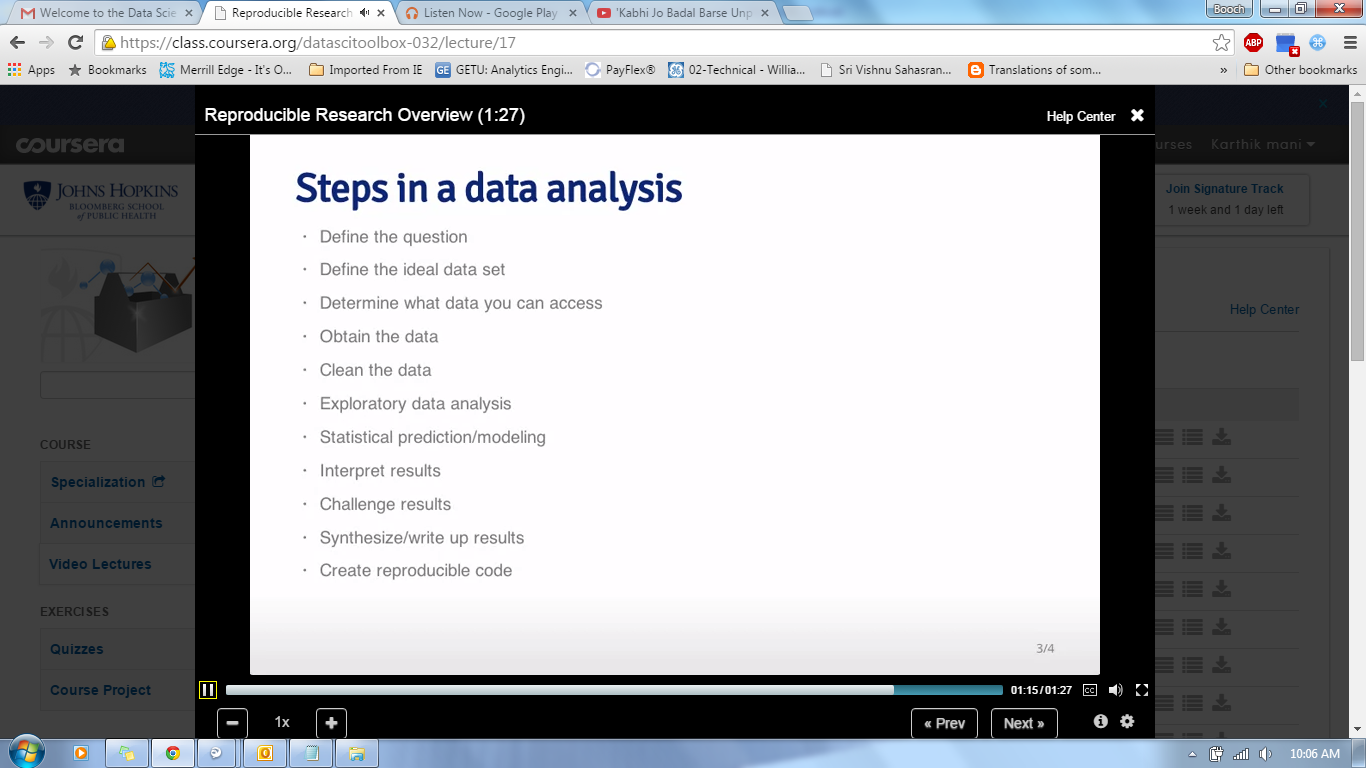 Booch
Welcome to the Data Scie
Reproducible Research
Listen Now - Google Play
'Kabhi Jo Badal Barse Unp
https://class.coursera.org/datascitoolbox-032/lecture/17
ABP
Apps
Bookmarks
Merrill Edge - It's O...
Imported From IE
GE
GETU: Analytics Engi...
PayFlex®
02-Technical - Willia...
Sri Vishnu Sahasran...
Translations of som...
»
Other bookmarks
Reproducible Research Overview (1:27)
Help Center
coursera
urses
Karthik mani
JOHNS HOPKINS
BLOOMBERG SCHOOL
of PUBLIC HEALTH
Join Signature Track
1 week and 1 day left
Help Center
Steps in a data analysis
· Define the question
· Define the ideal data set
· Determine what data you can access
· Obtain the data
· Clean the data
· Exploratory data analysis
· Statistical prediction/modeling
· Interpret results
· Challenge results
· Synthesize/write up results
· Create reproducible code
3/4
COURSE
Specialization
Announcements
Video Lectures
EXERCISES
Quizzes
Course Project
01:15/01:27
CC
1x
« Prev
Next »
10:06 AM